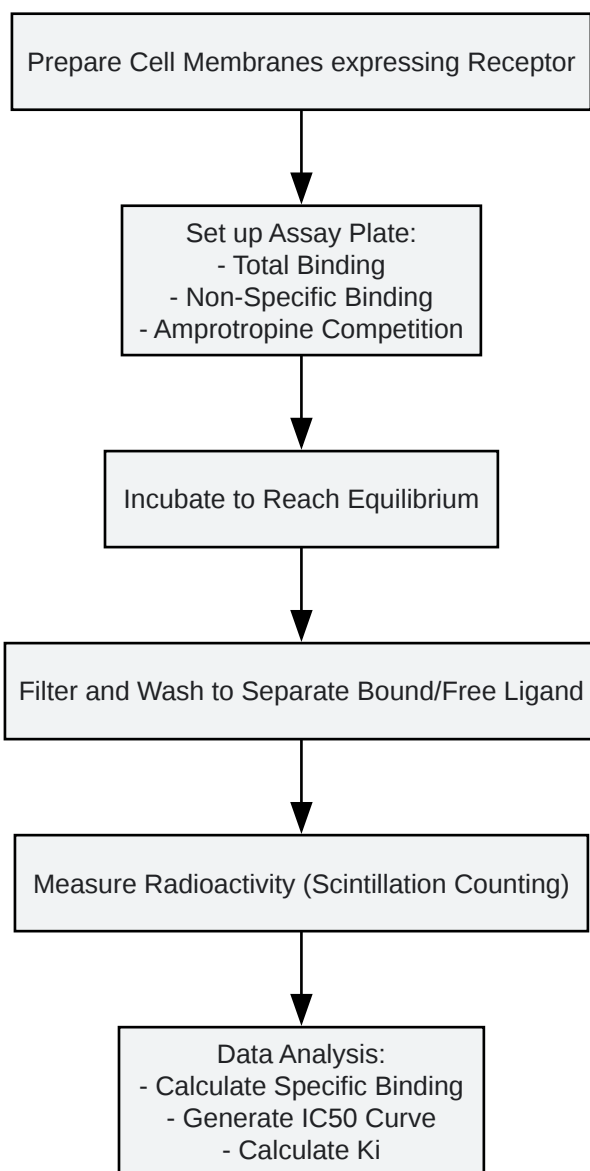 Prepare Cell Membranes expressing Receptor
Set up Assay Plate:
- Total Binding
- Non-Specific Binding
- Amprotropine Competition
Incubate to Reach Equilibrium
Filter and Wash to Separate Bound/Free Ligand
Measure Radioactivity (Scintillation Counting)
Data Analysis:
- Calculate Specific Binding
- Generate IC50 Curve
- Calculate Ki